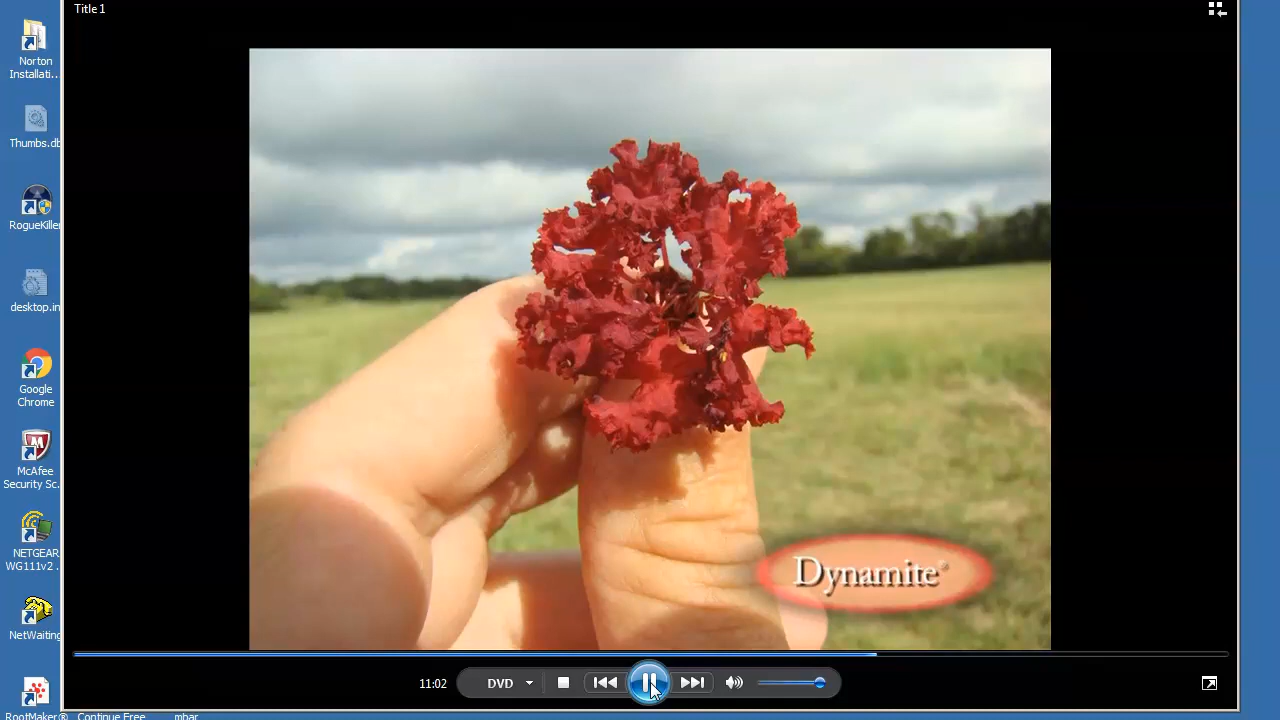 Title 1
Norton
Installati...
Thumbs.db
RogueKiller
desktop.in
Google
Chrome
McAfee
Security Sc...
NETGEAR
WG111v2 ..
NetWaiting
RootMaker® Continue Free mbar
Dynamite®
11:02
DVD